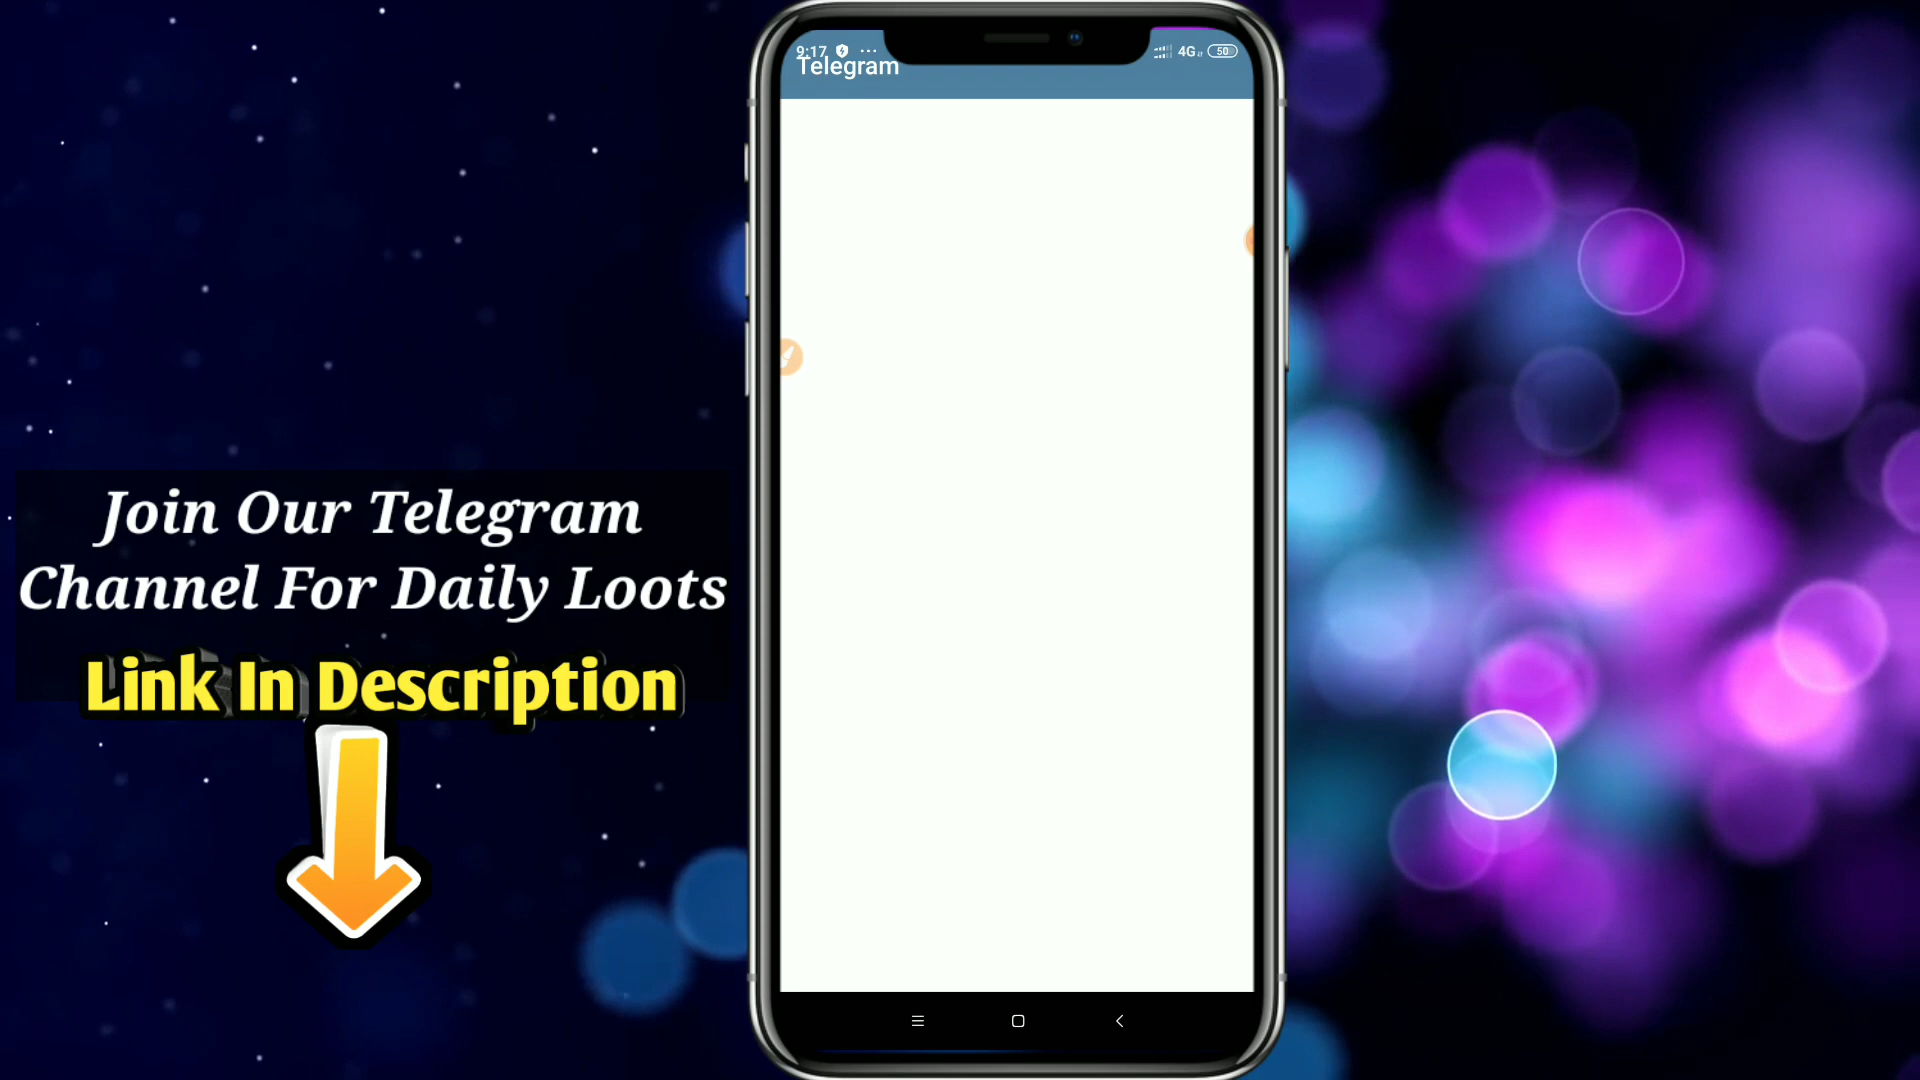 9:17 ...
4G 50
Telegram
Join Our Telegram
Channel For Daily Loots
Link In Description